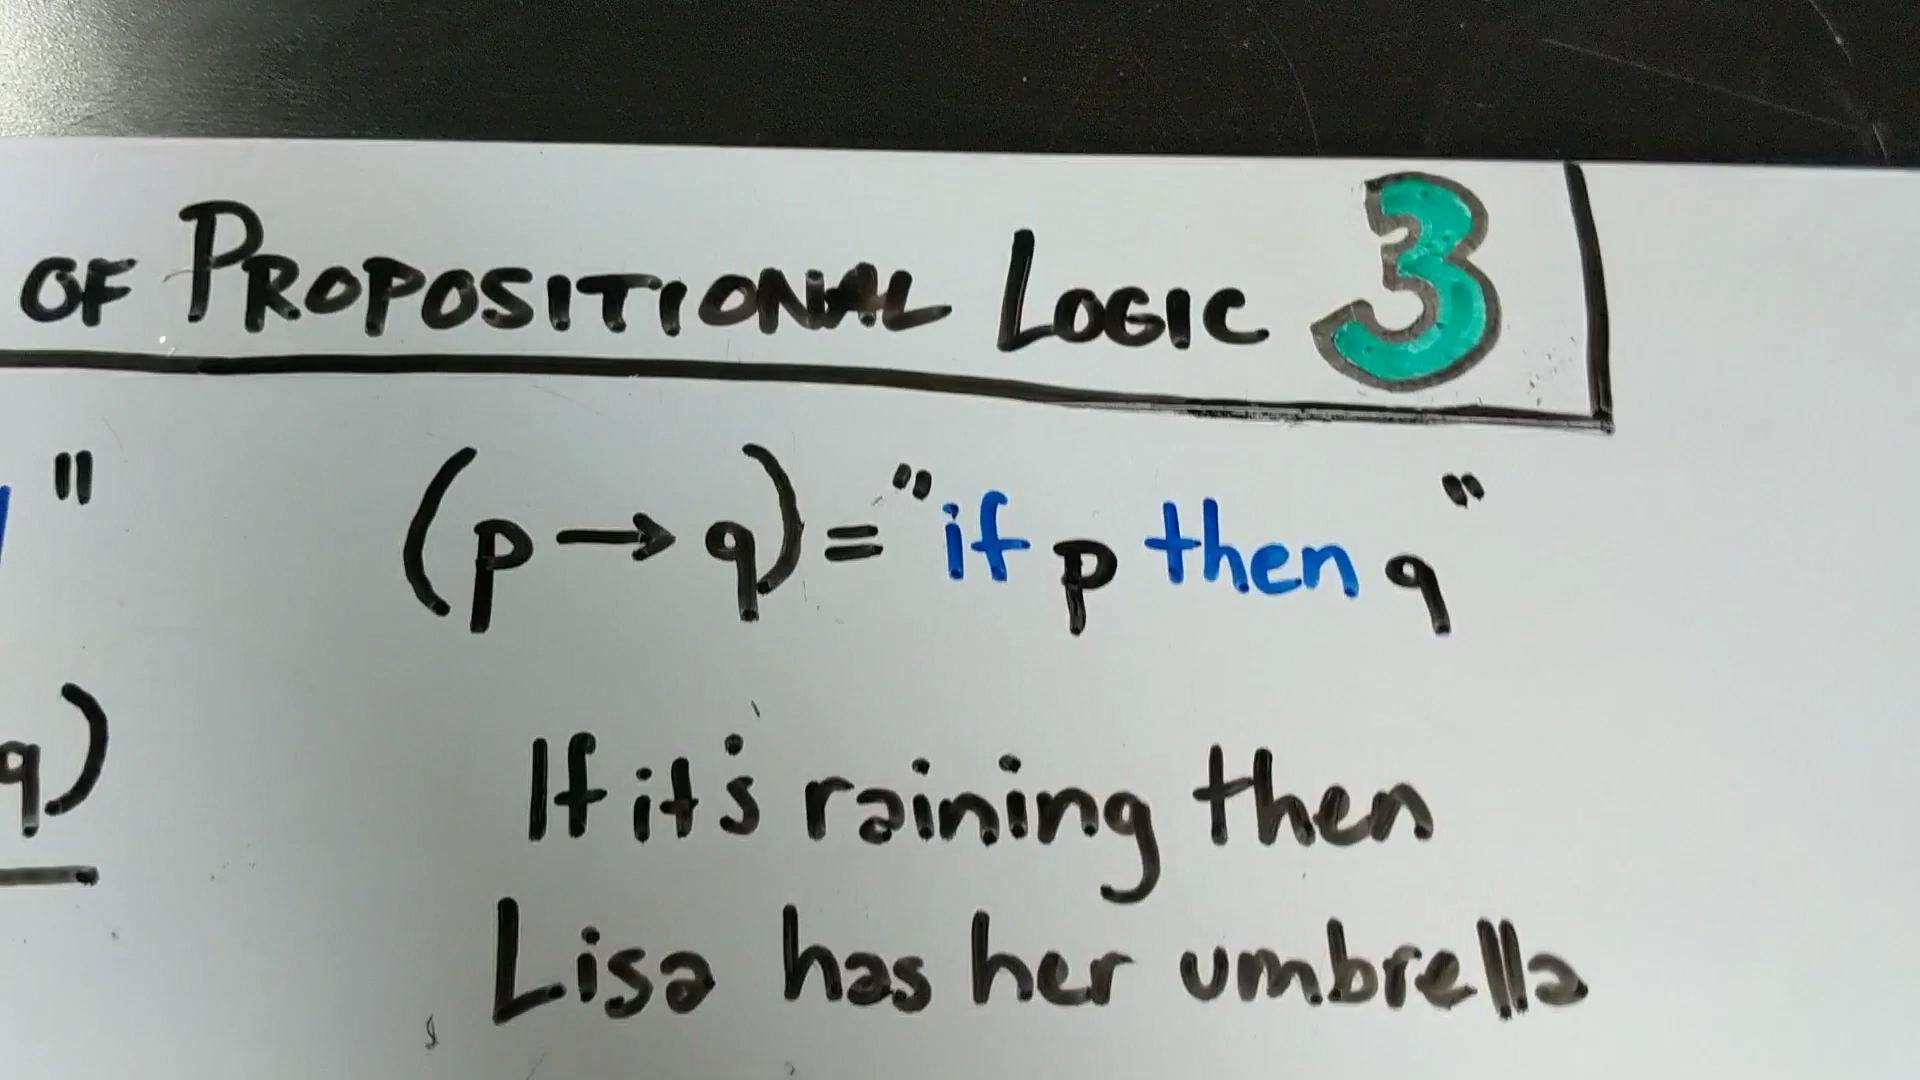 OF PROPOSITIONAL LOGIC 3
" (p→q)="if p then q"
q)
If it's raining then
Lisa has her umbrella